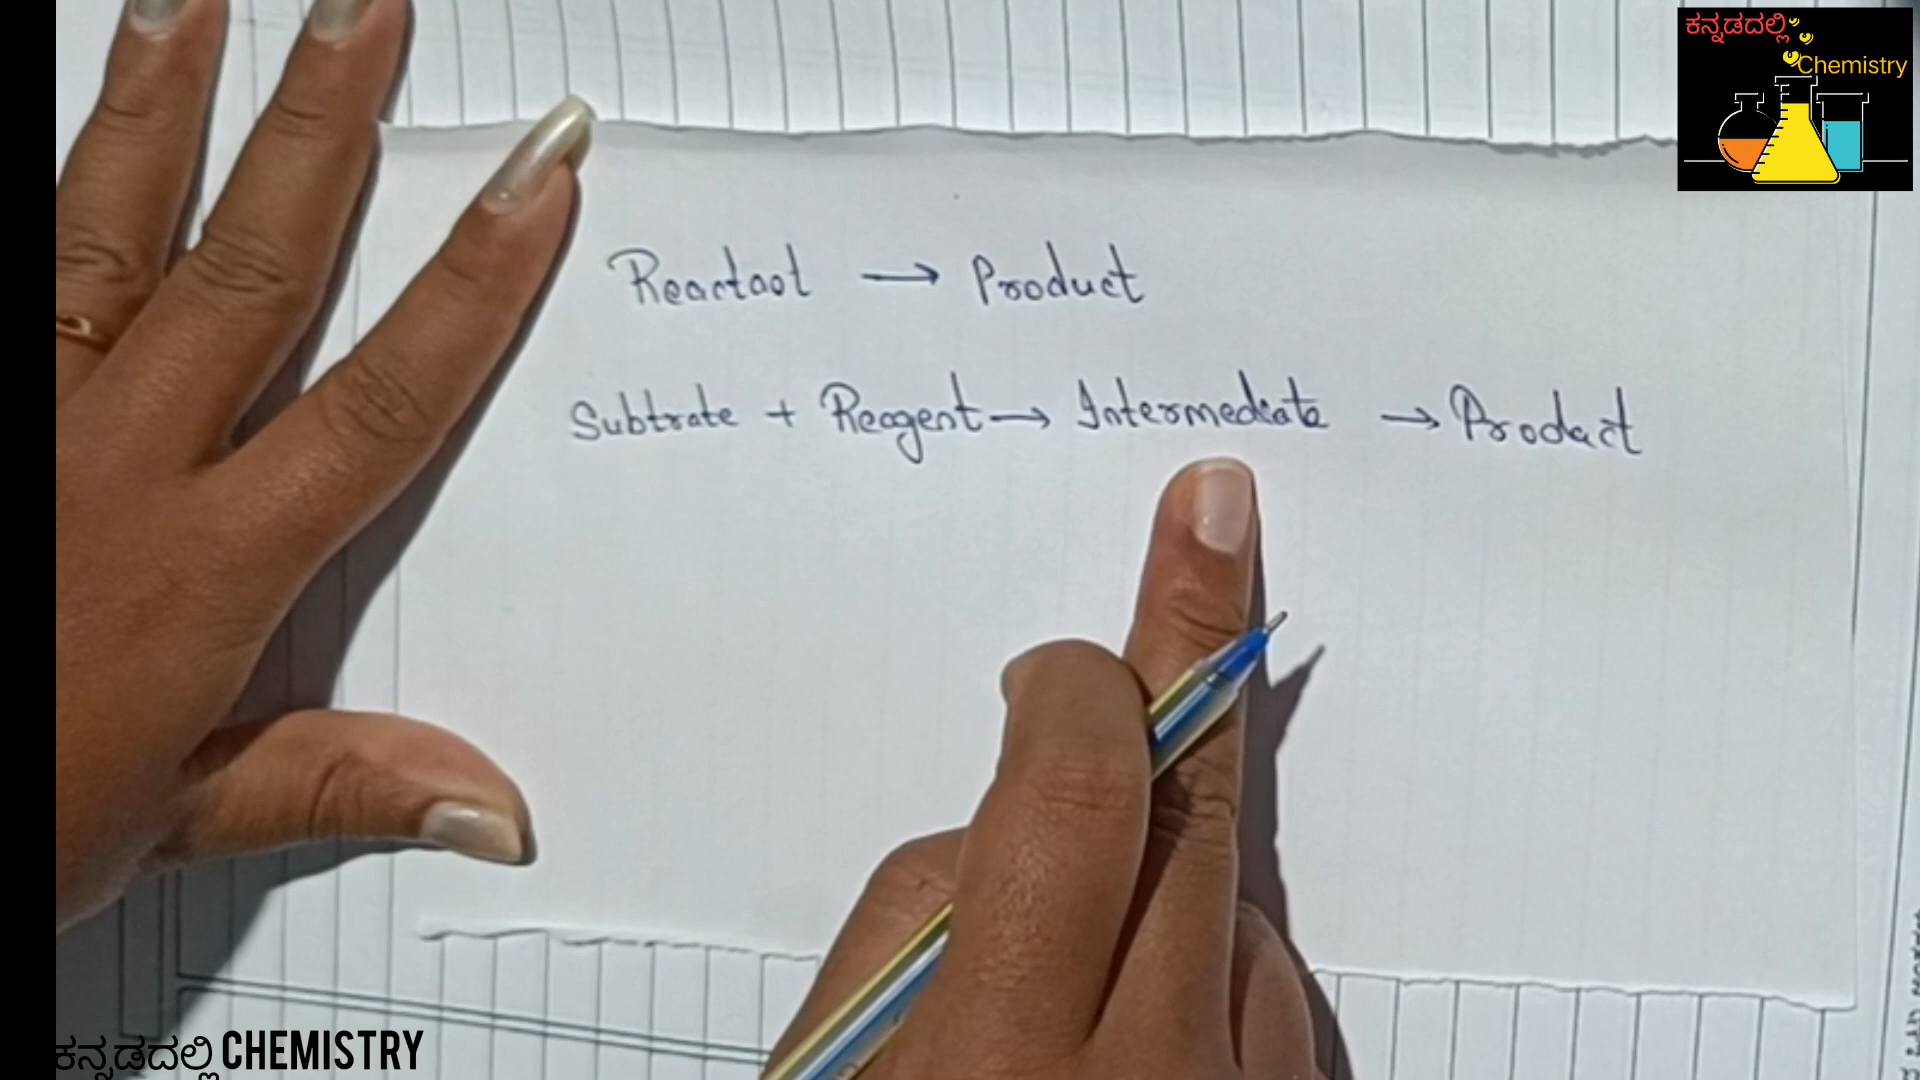 ಕನ್ನಡದಲ್ಲಿ
Chemistry
Reactant → Product
Subtrate + Reagent → Intermediate → Product
ಕನ್ನಡದಲ್ಲಿ CHEMISTRY